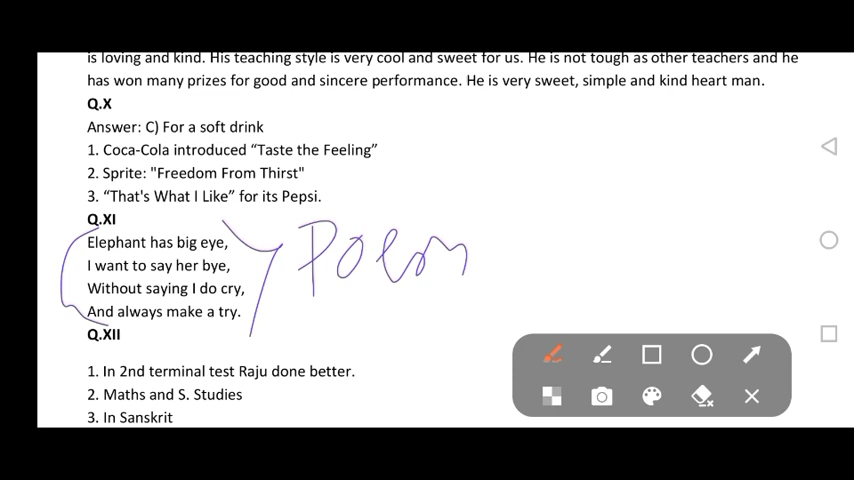 is loving and kind. His teaching style is very cool and sweet for us. He is not tough as other teachers and he
has won many prizes for good and sincere performance. He is very sweet, simple and kind heart man.
Q.X
Answer: C) For a soft drink
1. Coca-Cola introduced “Taste the Feeling”
2. Sprite: "Freedom From Thirst"
3. “That's What I Like” for its Pepsi.
Q.XI
Elephant has big eye,
I want to say her bye,
Without saying I do cry,
And always make a try.
Poem
Q.XII
1. In 2nd terminal test Raju done better.
2. Maths and S. Studies
3. In Sanskrit